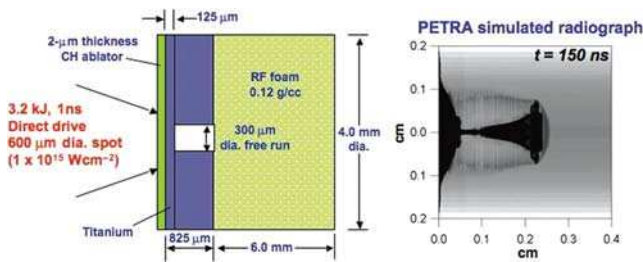 125 μm
2-μm thickness
CH ablator
RF foam
0.12 g/cc
3.2 kJ, 1ns
Direct drive
600 μm dia. spot
(1 x 10¹⁵ Wcm⁻²)
300 μm
dia. free run
4.0 mm
dia.
Titanium
825 μm
6.0 mm
PETRA simulated radiograph
t = 150 ns
0.2
0.1
0.0
0.1
0.2
cm
0.0
0.1
0.2
0.3
0.4
cm